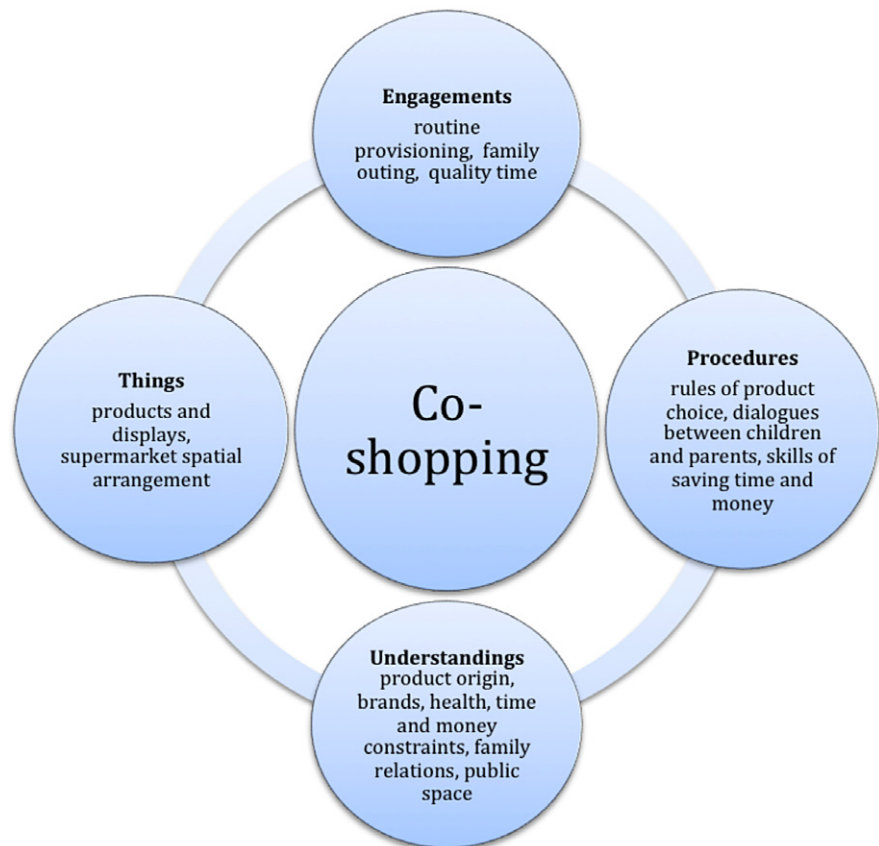 Engagements
routine
provisioning, family
outing, quality time
Things
products and
displays,
supermarket spatial
arrangement
Co-
shopping
Procedures
rules of product
choice, dialogues
between children
and parents, skills of
saving time and
money
Understandings
product origin,
brands, health, time
and money
constraints, family
relations, public
space